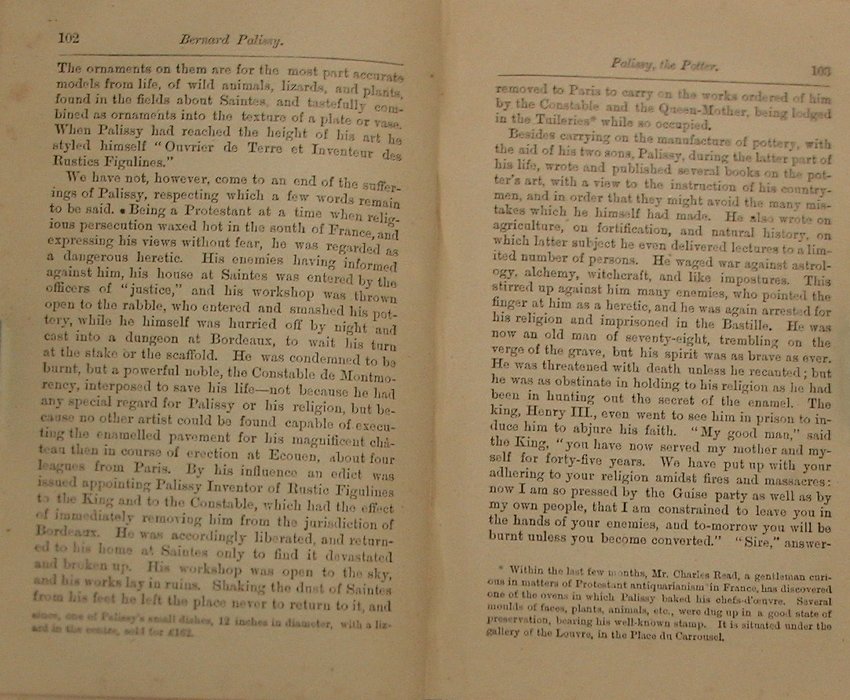 102
Bernard Palissy.
The ornaments on them are for the most part accurate
models from life, of wild animals, lizards, and plants,
found in the fields about Saintes, and tastefully com-
bined as ornaments into the texture of a plate or vase.
When Palissy had reached the height of his art he
styled himself "Ouvrier de Terre et Inventeur des
Rustics Figulines."
We have not, however, come to an end of the suffer-
ings of Palissy, respecting which a few words remain
to be said. Being a Protestant at a time when relig-
ious persecution waxed hot in the south of France, and
expressing his views without fear, he was regarded as
a dangerous heretic. His enemies having informed
against him, his house at Saintes was entered by the
officers of "justice," and his workshop was thrown
open to the rabble, who entered and smashed his pot-
tery, while he himself was hurried off by night and
cast into a dungeon at Bordeaux, to wait his turn
at the stake or the scaffold. He was condemned to be
burnt, but a powerful noble, the Constable de Montmo-
rency, interposed to save his life—not because he had
any special regard for Palissy or his religion, but be-
cause no other artist could be found capable of execu-
ting the enamelled pavement for his magnificent châ-
teau then in course of erection at Ecouen, about four
leagues from Paris. By his influence an edict was
issued appointing Palissy Inventor of Rustic Figulines
to the King and to the Constable, which had the effect
of immediately removing him from the jurisdiction of
Bordeaux. He was accordingly liberated, and return-
ed to his home at Saintes only to find it devastated
and broken up. His workshop was open to the sky,
and his works lay in ruins. Shaking the dust of Saintes
from his feet he left the place never to return to it, and
since, one of Palissy's small dishes, 12 inches in diameter, with a liz-
ard in the centre, sold for £162.
Palissy, the Potter.
103
removed to Paris to carry on the works ordered of him
by the Constable and the Queen-Mother, being lodged
in the Tuileries* while so occupied.
Besides carrying on the manufacture of pottery, with
the aid of his two sons, Palissy, during the latter part of
his life, wrote and published several books on the pot-
ter's art, with a view to the instruction of his country-
men, and in order that they might avoid the many mis-
takes which he himself had made. He also wrote on
agriculture, on fortification, and natural history, on
which latter subject he even delivered lectures to a lim-
ited number of persons. He waged war against astrol-
ogy, alchemy, witchcraft, and like impostures. This
stirred up against him many enemies, who pointed the
finger at him as a heretic, and he was again arrested for
his religion and imprisoned in the Bastille. He was
now an old man of seventy-eight, trembling on the
verge of the grave, but his spirit was as brave as ever.
He was threatened with death unless he recanted; but
he was as obstinate in holding to his religion as he had
been in hunting out the secret of the enamel. The
king, Henry III., even went to see him in prison to in-
duce him to abjure his faith. "My good man," said
the King, "you have now served my mother and my-
self for forty-five years. We have put up with your
adhering to your religion amidst fires and massacres:
now I am so pressed by the Guise party as well as by
my own people, that I am constrained to leave you in
the hands of your enemies, and to-morrow you will be
burnt unless you become converted." "Sire," answer-
* Within the last few months, Mr. Charles Read, a gentleman curi-
ous in matters of Protestant antiquarianism in France, has discovered
one of the ovens in which Palissy baked his chefs-d'œuvre. Several
moulds of faces, plants, animals, etc., were dug up in a good state of
preservation, bearing his well-known stamp. It is situated under the
gallery of the Louvre, in the Place du Carrousel.